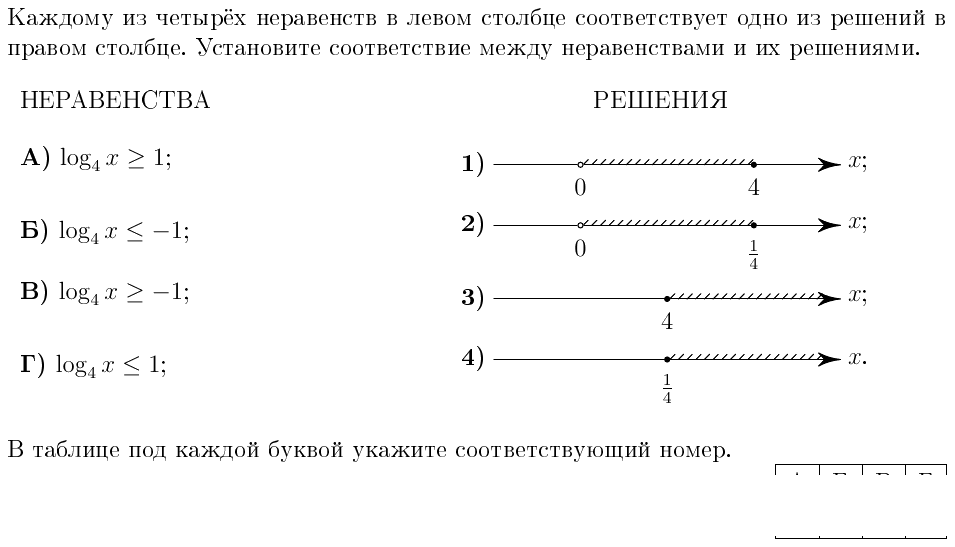 Каждому из четырёх неравенств в левом столбце соответствует одно из решений в
правом столбце. Установите соответствие между неравенствами и их решениями.
НЕРАВЕНСТВА
РЕШЕНИЯ
А) log₄ x ≥ 1;
1) 0 4 x;
Б) log₄ x ≤ −1;
2) 0 1/4 x;
В) log₄ x ≥ −1;
3) 4 x;
Г) log₄ x ≤ 1;
4) 1/4 x.
В таблице под каждой буквой укажите соответствующий номер.